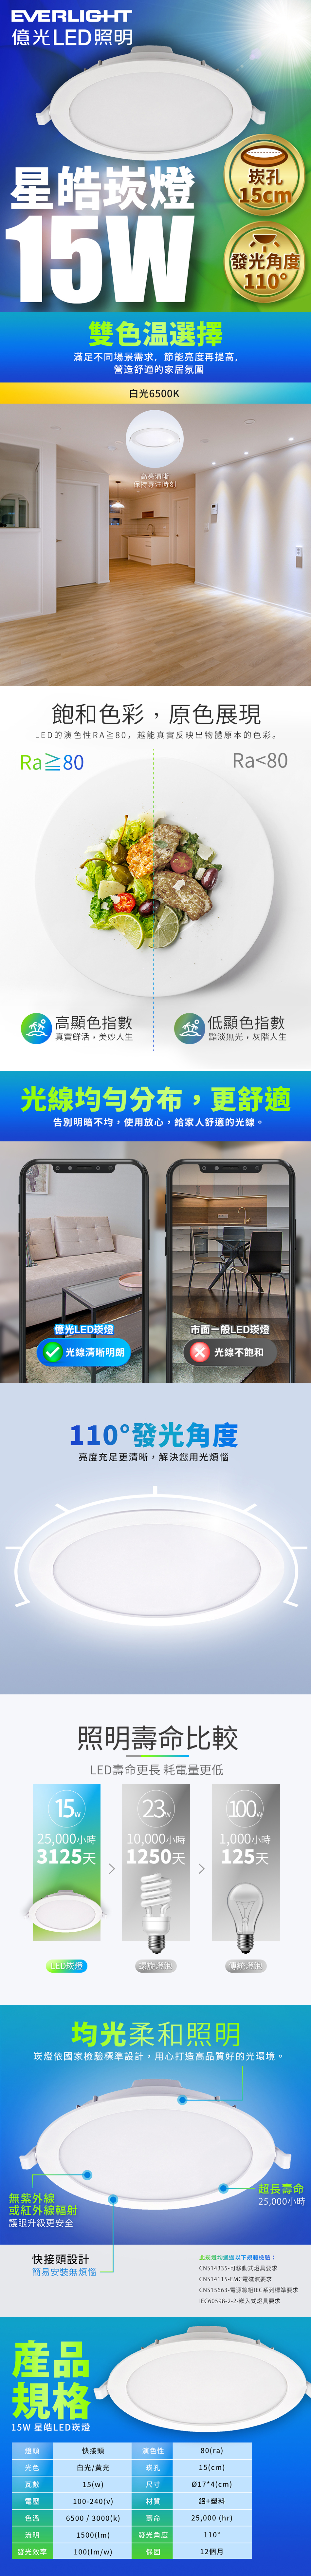 EVERLIGHT
億光LED照明
星皓崁燈
15W
崁孔
15cm
發光角度
110°
雙色温選擇
滿足不同場景需求，節能亮度再提高，
營造舒適的家居氛圍
白光6500K
高亮清晰
保持專注時刻
飽和色彩，原色展現
LED的演色性RA≧80，越能真實反映出物體原本的色彩。
Ra≧80
Ra<80
高顯色指數
真實鮮活，美妙人生
低顯色指數
黯淡無光，灰階人生
光線均勻分布，更舒適
告別明暗不均，使用放心，給家人舒適的光線。
億光LED崁燈
光線清晰明朗
市面一般LED崁燈
光線不飽和
110°發光角度
亮度充足更清晰，解決您用光煩惱
照明壽命比較
LED壽命更長 耗電量更低
15W
25,000小時
3125天
LED崁燈
23W
10,000小時
1250天
螺旋燈泡
100W
1,000小時
125天
傳統燈泡
均光柔和照明
崁燈依國家檢驗標準設計，用心打造高品質好的光環境。
無紫外線
或紅外線輻射
護眼升級更安全
超長壽命
25,000小時
快接頭設計
簡易安裝無煩惱
此崁燈均通過以下規範檢驗：
CNS14335-可移動式燈具要求
CNS14115-EMC電磁波要求
CNS15663-電源線組IEC系列標準要求
IEC60598-2-2-嵌入式燈具要求
產品
規格
15W 星皓LED崁燈
燈頭 快接頭 演色性 80(ra)
光色 白光/黃光 崁孔 15(cm)
瓦數 15(w) 尺寸 Ø17*4(cm)
電壓 100-240(v) 材質 鋁+塑料
色溫 6500 / 3000(k) 壽命 25,000 (hr)
流明 1500(lm) 發光角度 110°
發光效率 100(lm/w) 保固 12個月